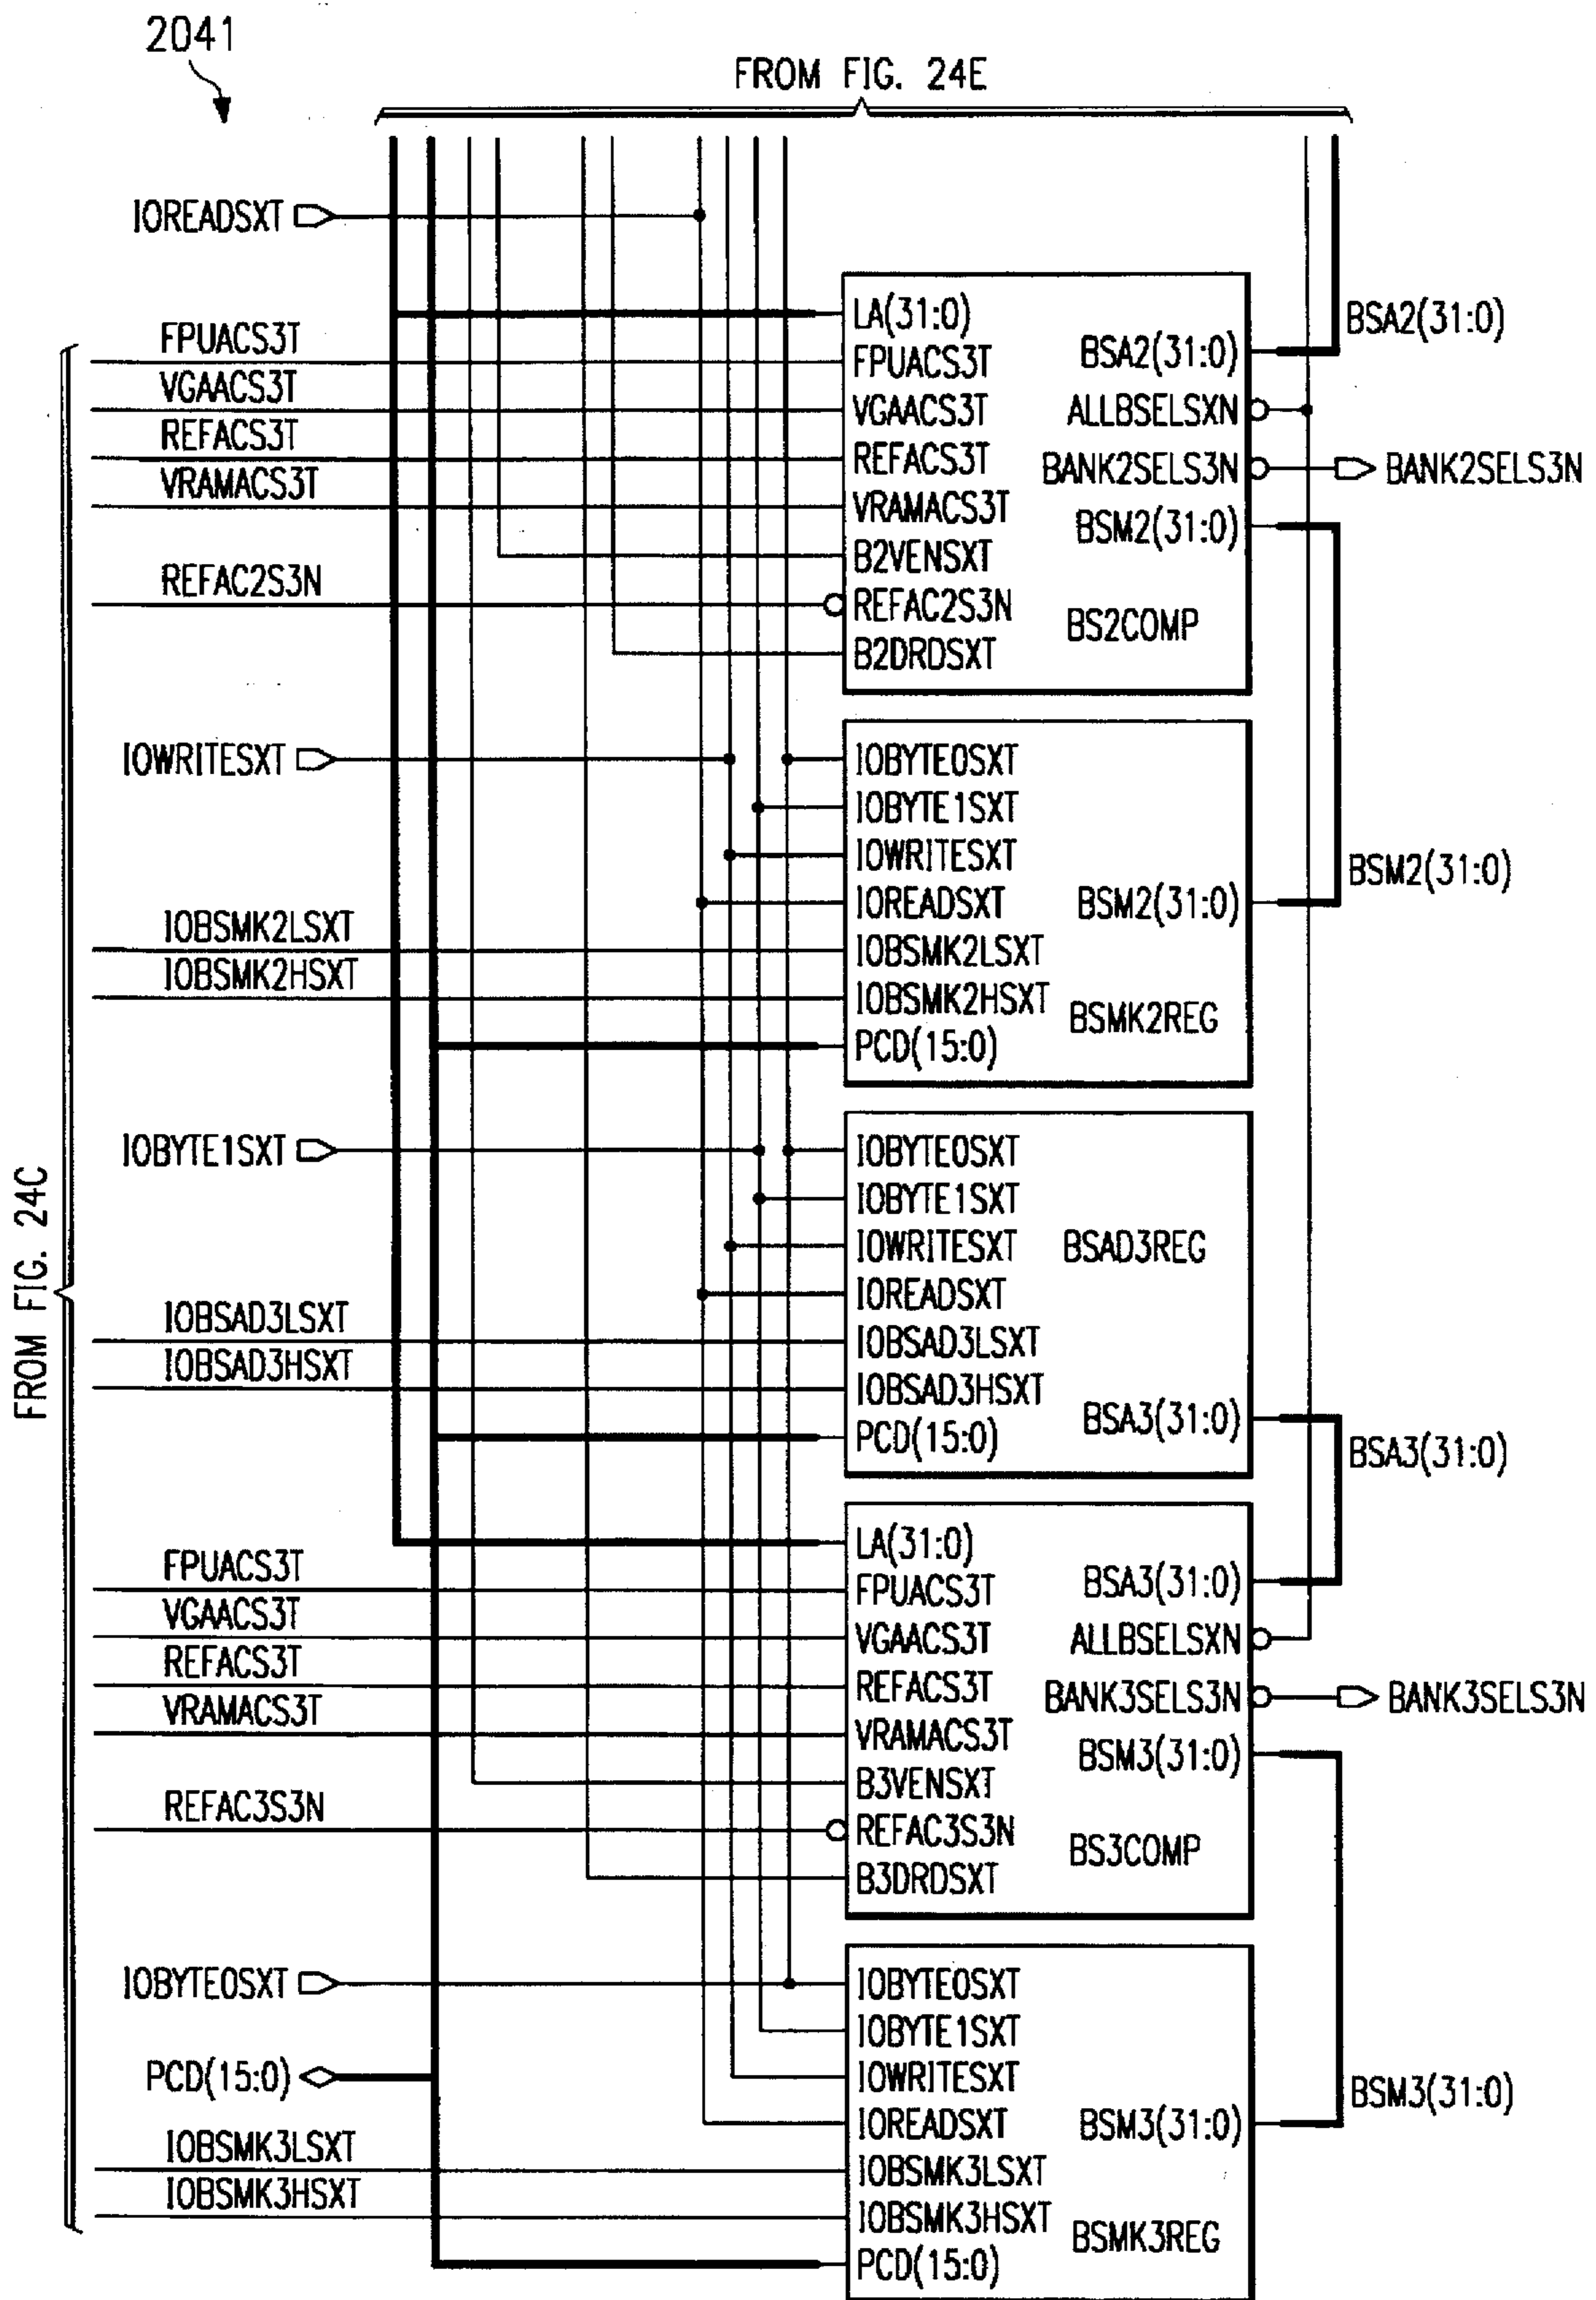 2041
FROM FIG. 24E
IOREADSXT
LA(31:0)
FPUACS3T
FPUACS3T
BSA2(31:0)
BSA2(31:0)
VGAACS3T
VGAACS3T
ALLBSELSXN
REFACS3T
REFACS3T
BANK2SELS3N
BANK2SELS3N
VRAMACS3T
VRAMACS3T
BSM2(31:0)
B2VENSXT
REFAC2S3N
REFAC2S3N
BS2COMP
B2DRDSXT
IOWRITESXT
IOBYTE0SXT
IOBYTE1SXT
IOWRITESXT
BSM2(31:0)
IOREADSXT
BSM2(31:0)
IOBSMK2LSXT
IOBSMK2LSXT
IOBSMK2HSXT
IOBSMK2HSXT
BSMK2REG
PCD(15:0)
IOBYTE1SXT
IOBYTE0SXT
IOBYTE1SXT
IOWRITESXT
BSAD3REG
FROM FIG. 24C
IOREADSXT
IOBSAD3LSXT
IOBSAD3LSXT
IOBSAD3HSXT
IOBSAD3HSXT
BSA3(31:0)
PCD(15:0)
BSA3(31:0)
LA(31:0)
FPUACS3T
FPUACS3T
BSA3(31:0)
VGAACS3T
VGAACS3T
ALLBSELSXN
REFACS3T
REFACS3T
BANK3SELS3N
BANK3SELS3N
VRAMACS3T
VRAMACS3T
BSM3(31:0)
B3VENSXT
REFAC3S3N
REFAC3S3N
BS3COMP
B3DRDSXT
IOBYTE0SXT
IOBYTE0SXT
IOBYTE1SXT
PCD(15:0)
IOWRITESXT
BSM3(31:0)
IOREADSXT
BSM3(31:0)
IOBSMK3LSXT
IOBSMK3LSXT
IOBSMK3HSXT
IOBSMK3HSXT
BSMK3REG
PCD(15:0)